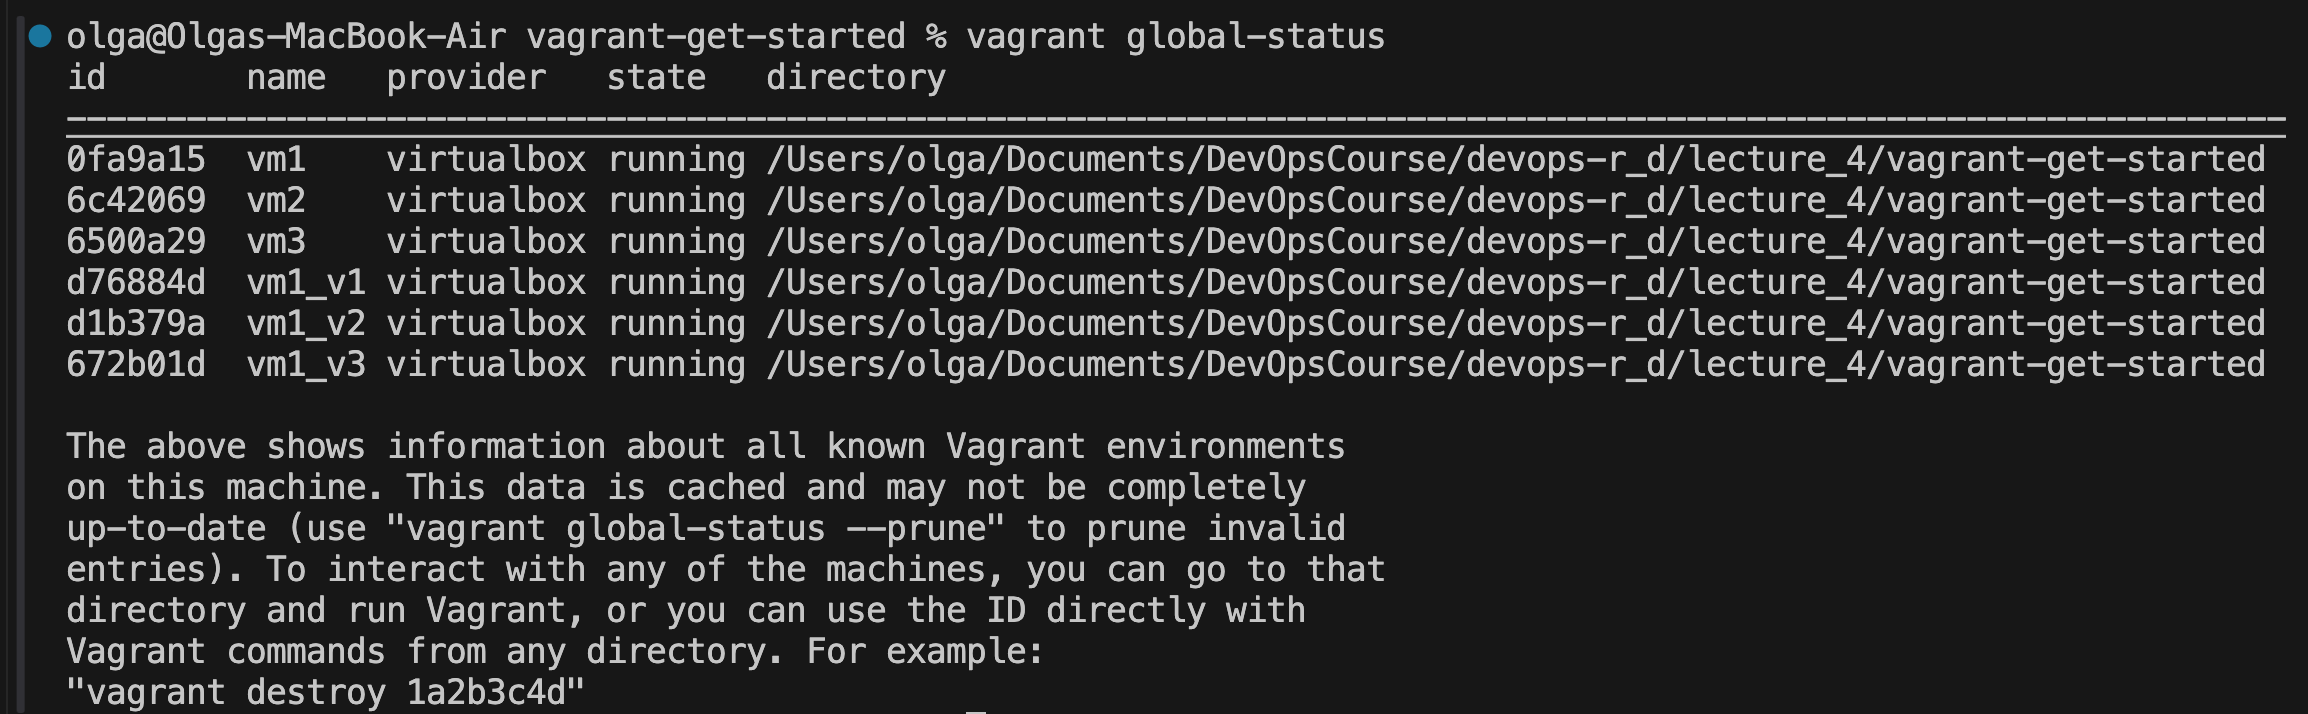 olga@Olgas-MacBook-Air vagrant-get-started % vagrant global-status
id       name   provider   state   directory
---------------------------------------------------------------------------------------------------------------
0fa9a15  vm1    virtualbox running /Users/olga/Documents/DevOpsCourse/devops-r_d/lecture_4/vagrant-get-started
6c42069  vm2    virtualbox running /Users/olga/Documents/DevOpsCourse/devops-r_d/lecture_4/vagrant-get-started
6500a29  vm3    virtualbox running /Users/olga/Documents/DevOpsCourse/devops-r_d/lecture_4/vagrant-get-started
d76884d  vm1_v1 virtualbox running /Users/olga/Documents/DevOpsCourse/devops-r_d/lecture_4/vagrant-get-started
d1b379a  vm1_v2 virtualbox running /Users/olga/Documents/DevOpsCourse/devops-r_d/lecture_4/vagrant-get-started
672b01d  vm1_v3 virtualbox running /Users/olga/Documents/DevOpsCourse/devops-r_d/lecture_4/vagrant-get-started
The above shows information about all known Vagrant environments
on this machine. This data is cached and may not be completely
up-to-date (use "vagrant global-status --prune" to prune invalid
entries). To interact with any of the machines, you can go to that
directory and run Vagrant, or you can use the ID directly with
Vagrant commands from any directory. For example:
"vagrant destroy 1a2b3c4d"